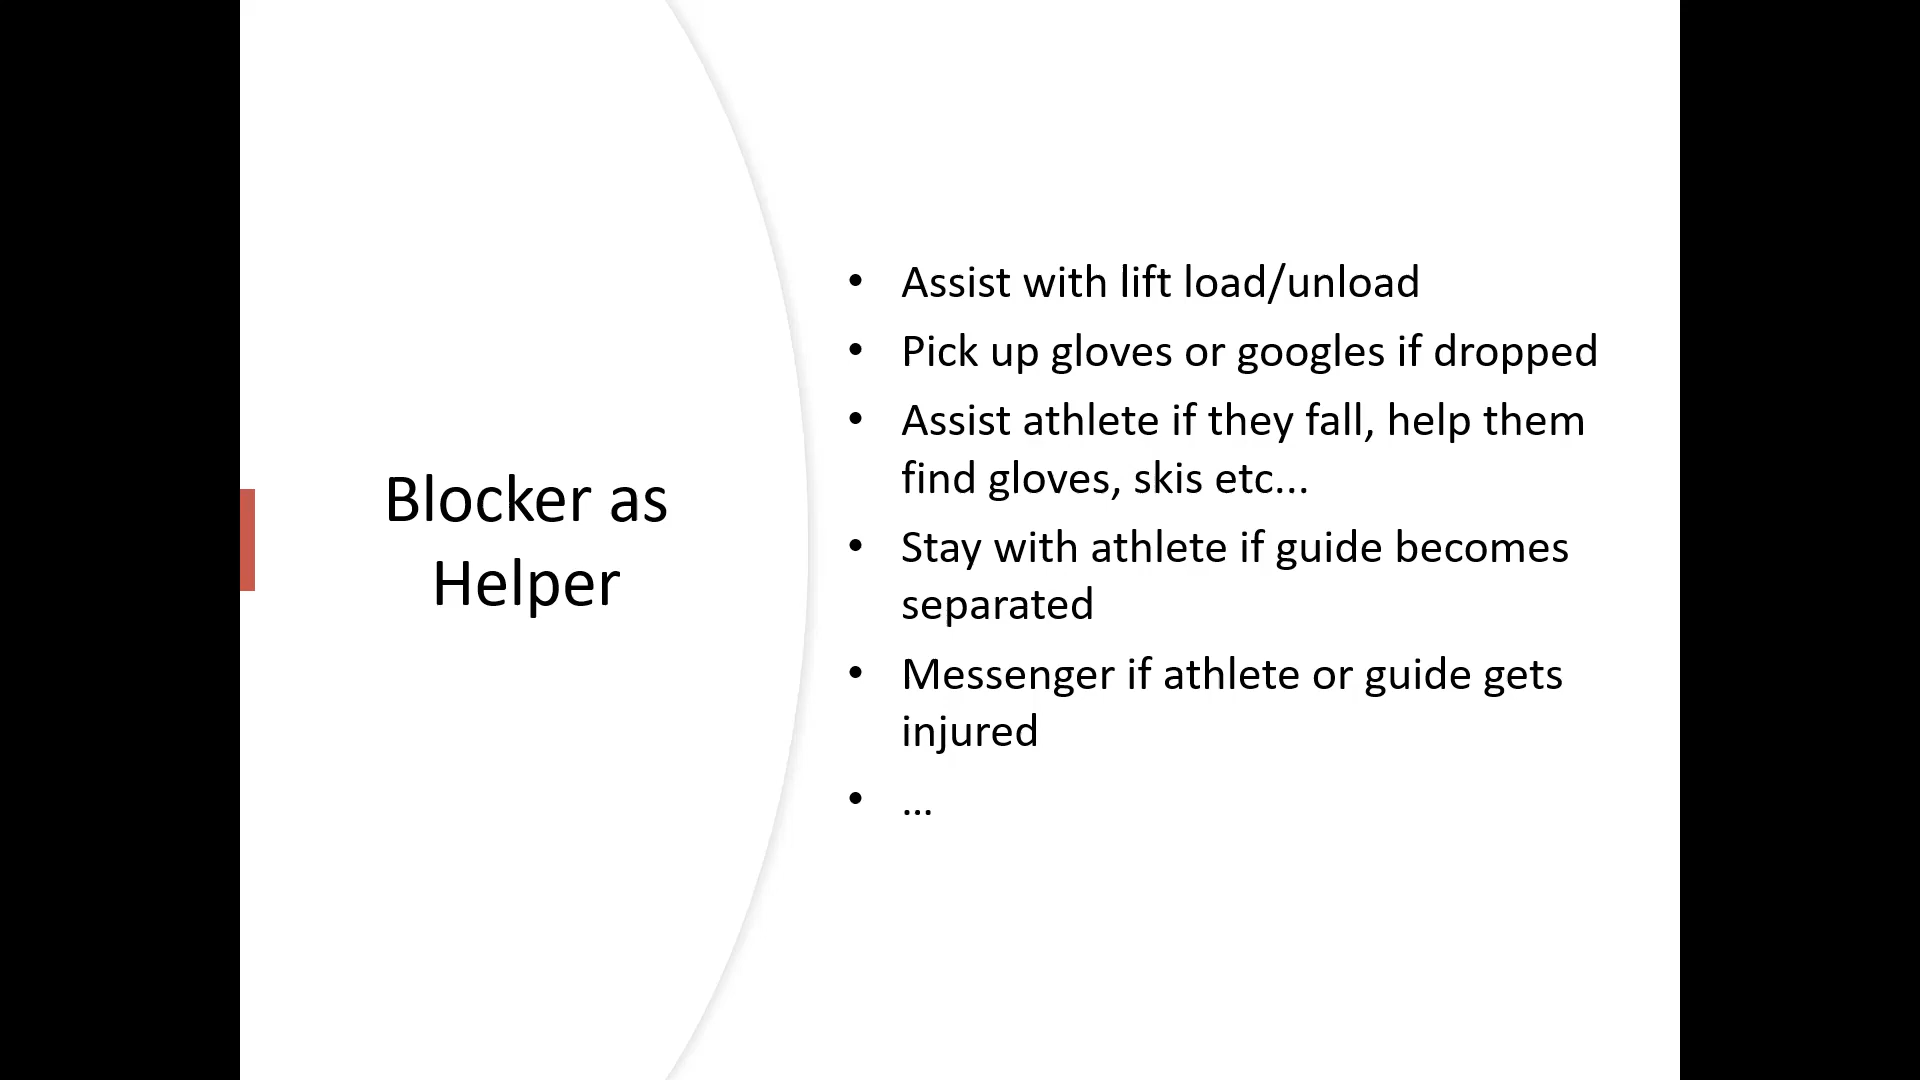 Blocker as
Helper
• Assist with lift load/unload
• Pick up gloves or googles if dropped
• Assist athlete if they fall, help them
find gloves, skis etc...
• Stay with athlete if guide becomes
separated
• Messenger if athlete or guide gets
injured
• ...